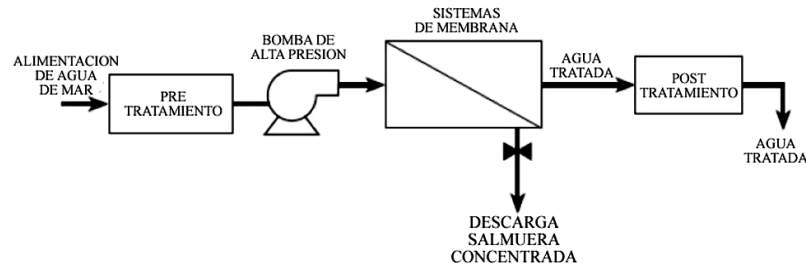 ALIMENTACION
DE AGUA
DE MAR
PRE
TRATAMIENTO
BOMBA DE
ALTA PRESION
SISTEMAS
DE MEMBRANA
AGUA
TRATADA
POST
TRATAMIENTO
AGUA
TRATADA
DESCARGA
SALMUERA
CONCENTRADA